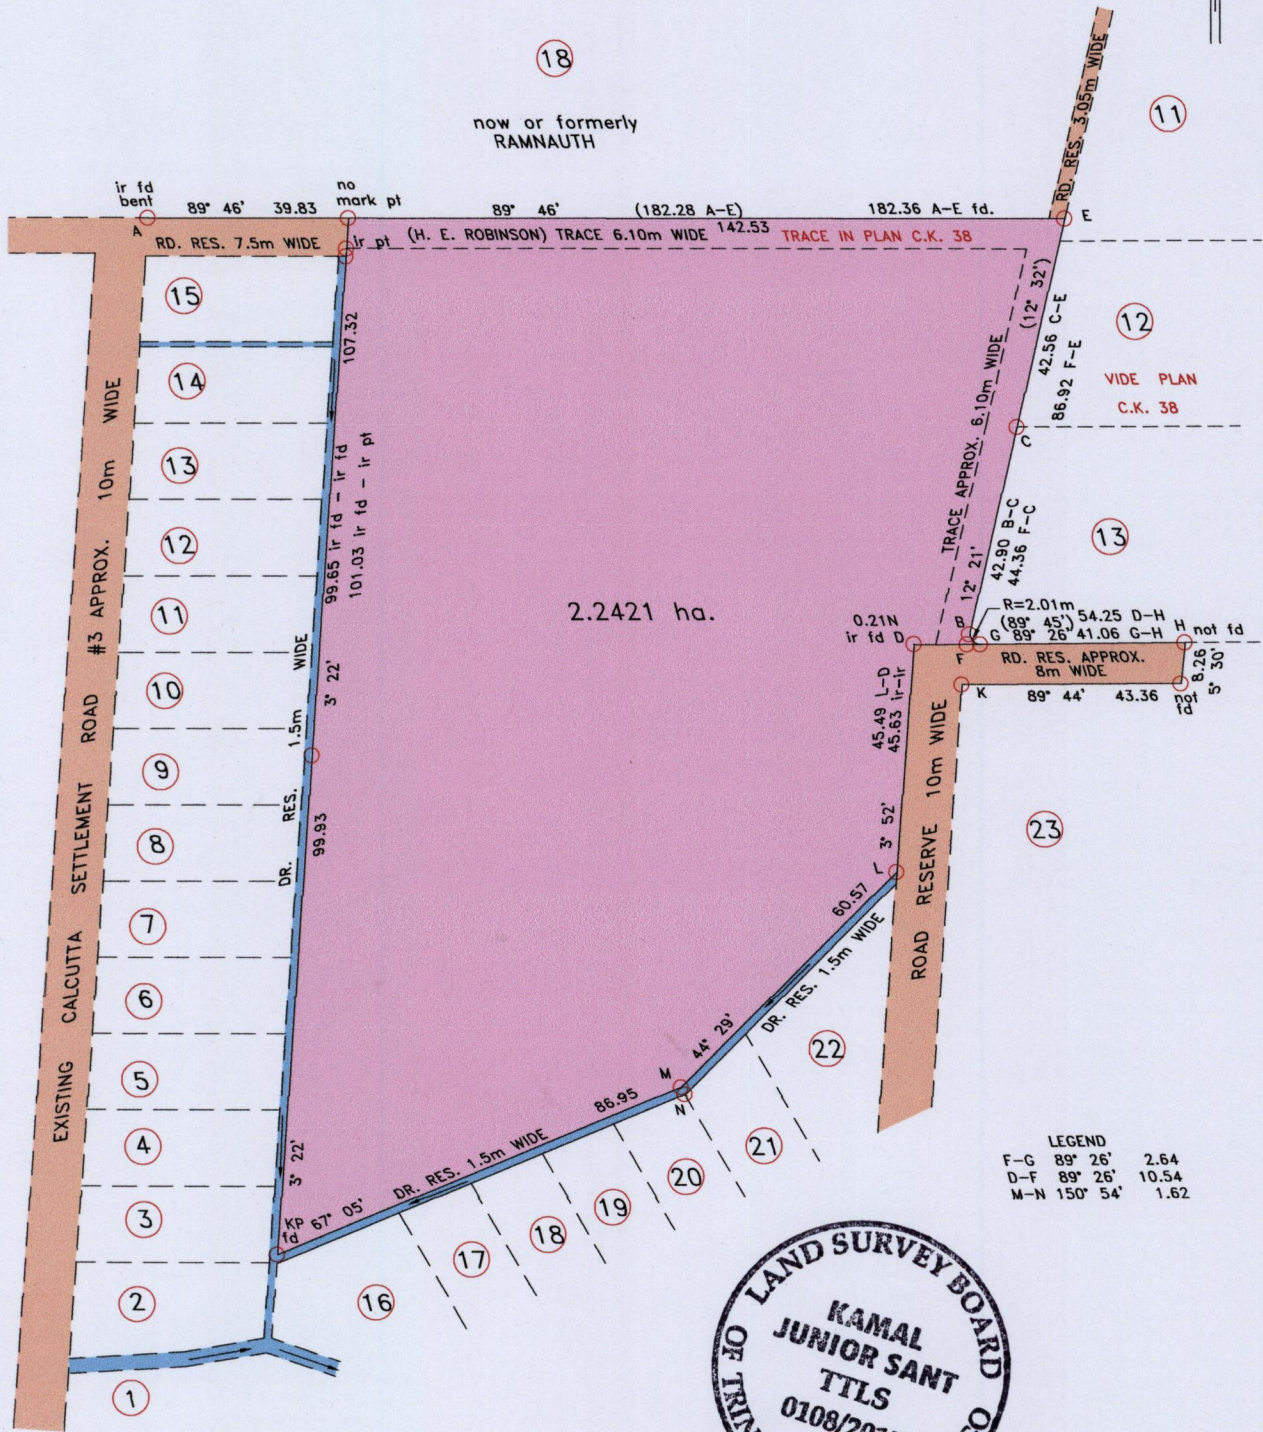 18
now or formerly
RAMNAUTH
11
RD. RES. 3.05m WIDE
ir fd
bent
no
mark pt
A
89° 46' 39.83
89° 46'
(182.28 A-E)
182.36 A-E fd.
E
RD. RES. 7.5m WIDE
ir pt
(H. E. ROBINSON) TRACE 6.10m WIDE
142.53
TRACE IN PLAN C.K. 38
15
14
13
12
11
10
9
8
7
6
5
4
3
2
1
EXISTING CALCUTTA SETTLEMENT ROAD #3 APPROX. 10m WIDE
107.32
99.65 ir fd - ir fd
101.03 ir fd - ir pt
3° 22'
DR. RES. 1.5m WIDE
99.93
3° 22'
2.2421 ha.
(12° 32')
42.56 C-E
86.92 F-E
12
VIDE PLAN
C.K. 38
C
TRACE APPROX. 6.10m WIDE
12° 21'
42.90 B-C
44.36 F-C
13
0.21N
ir fd D
B
R=2.01m
(89° 45') 54.25 D-H
G 89° 26' 41.06 G-H
H not fd
F
RD. RES. APPROX.
8m WIDE
8.26
5° 30'
K
89° 44' 43.36
not
fd
45.49 L-D
45.63 ir-ir
3° 52'
L
ROAD RESERVE 10m WIDE
23
60.57
44° 29'
DR. RES. 1.5m WIDE
22
M
N
86.95
DR. RES. 1.5m WIDE
67° 05'
KP
fd
21
20
19
18
17
16
LEGEND
F-G 89° 26' 2.64
D-F 89° 26' 10.54
M-N 150° 54' 1.62
LAND SURVEY BOARD
OF TRIN
KAMAL
JUNIOR SANT
TTLS